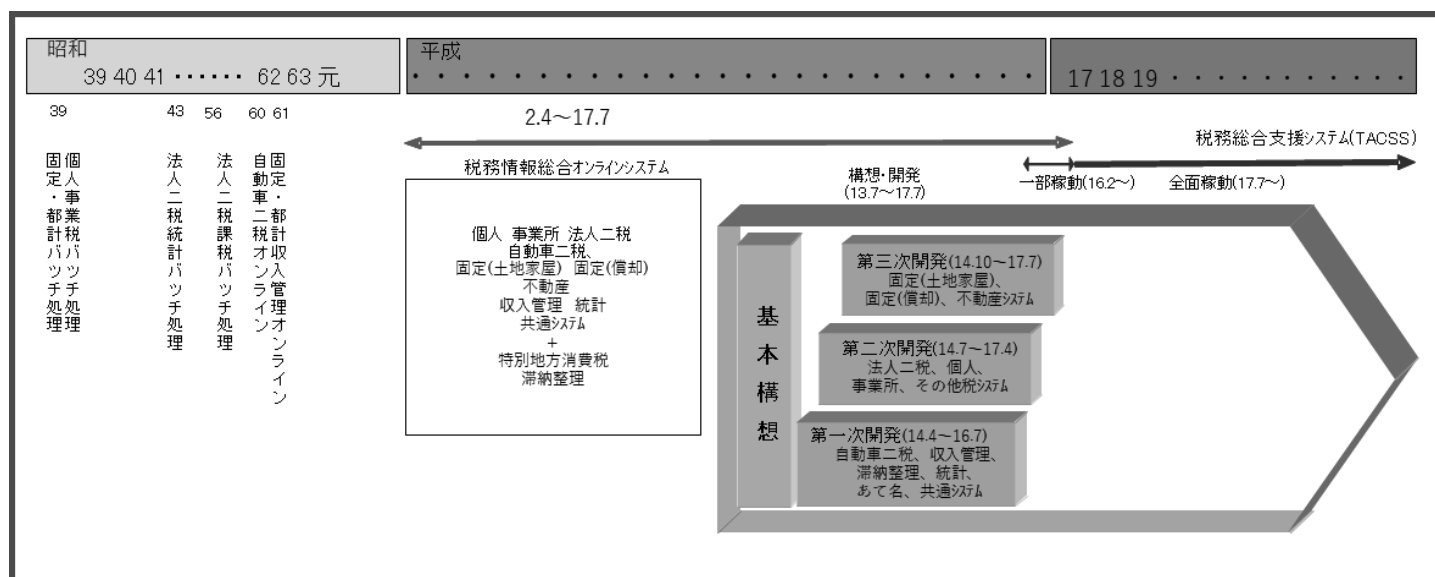 昭和
39 40 41 ・・・・・・ 62 63 元
平成
・・・・・・・・・・・・・・・・・・・・・・・・・
17 18 19 ・・・・・・・・・・・
39
43
56
60 61
個人事業税バッチ処理
固定・都計バッチ処理
法人二税統計バッチ処理
法人二税課税バッチ処理
固定・都計収入管理オンライン
自動車二税オンライン
2.4～17.7
税務情報総合オンラインシステム
個人 事業所 法人二税
自動車二税、
固定(土地家屋) 固定(償却)
不動産
収入管理 統計
共通システム
+
特別地方消費税
滞納整理
税務総合支援システム(TACSS)
構想・開発
(13.7～17.7)
一部稼動(16.2～)
全面稼動(17.7～)
基本構想
第三次開発(14.10～17.7)
固定(土地家屋)、
固定(償却)、不動産システム
第二次開発(14.7～17.4)
法人二税、個人、
事業所、その他税システム
第一次開発(14.4～16.7)
自動車二税、収入管理、
滞納整理、統計、
あて名、共通システム